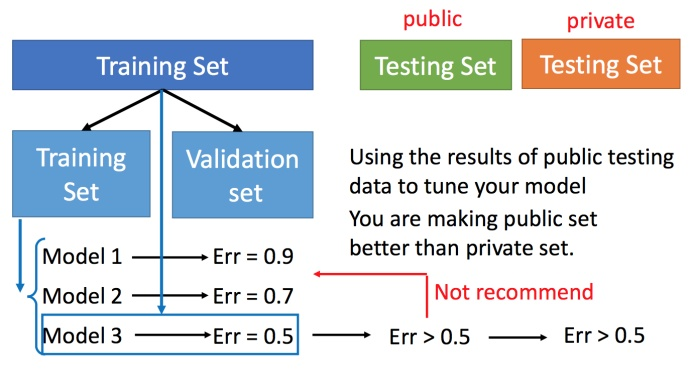 public
private
Training Set
Testing Set
Testing Set
Training
Set
Validation
set
Using the results of public testing
data to tune your model
You are making public set
better than private set.
Model 1
Err = 0.9
Model 2
Err = 0.7
Not recommend
Model 3
Err = 0.5
Err > 0.5
Err > 0.5